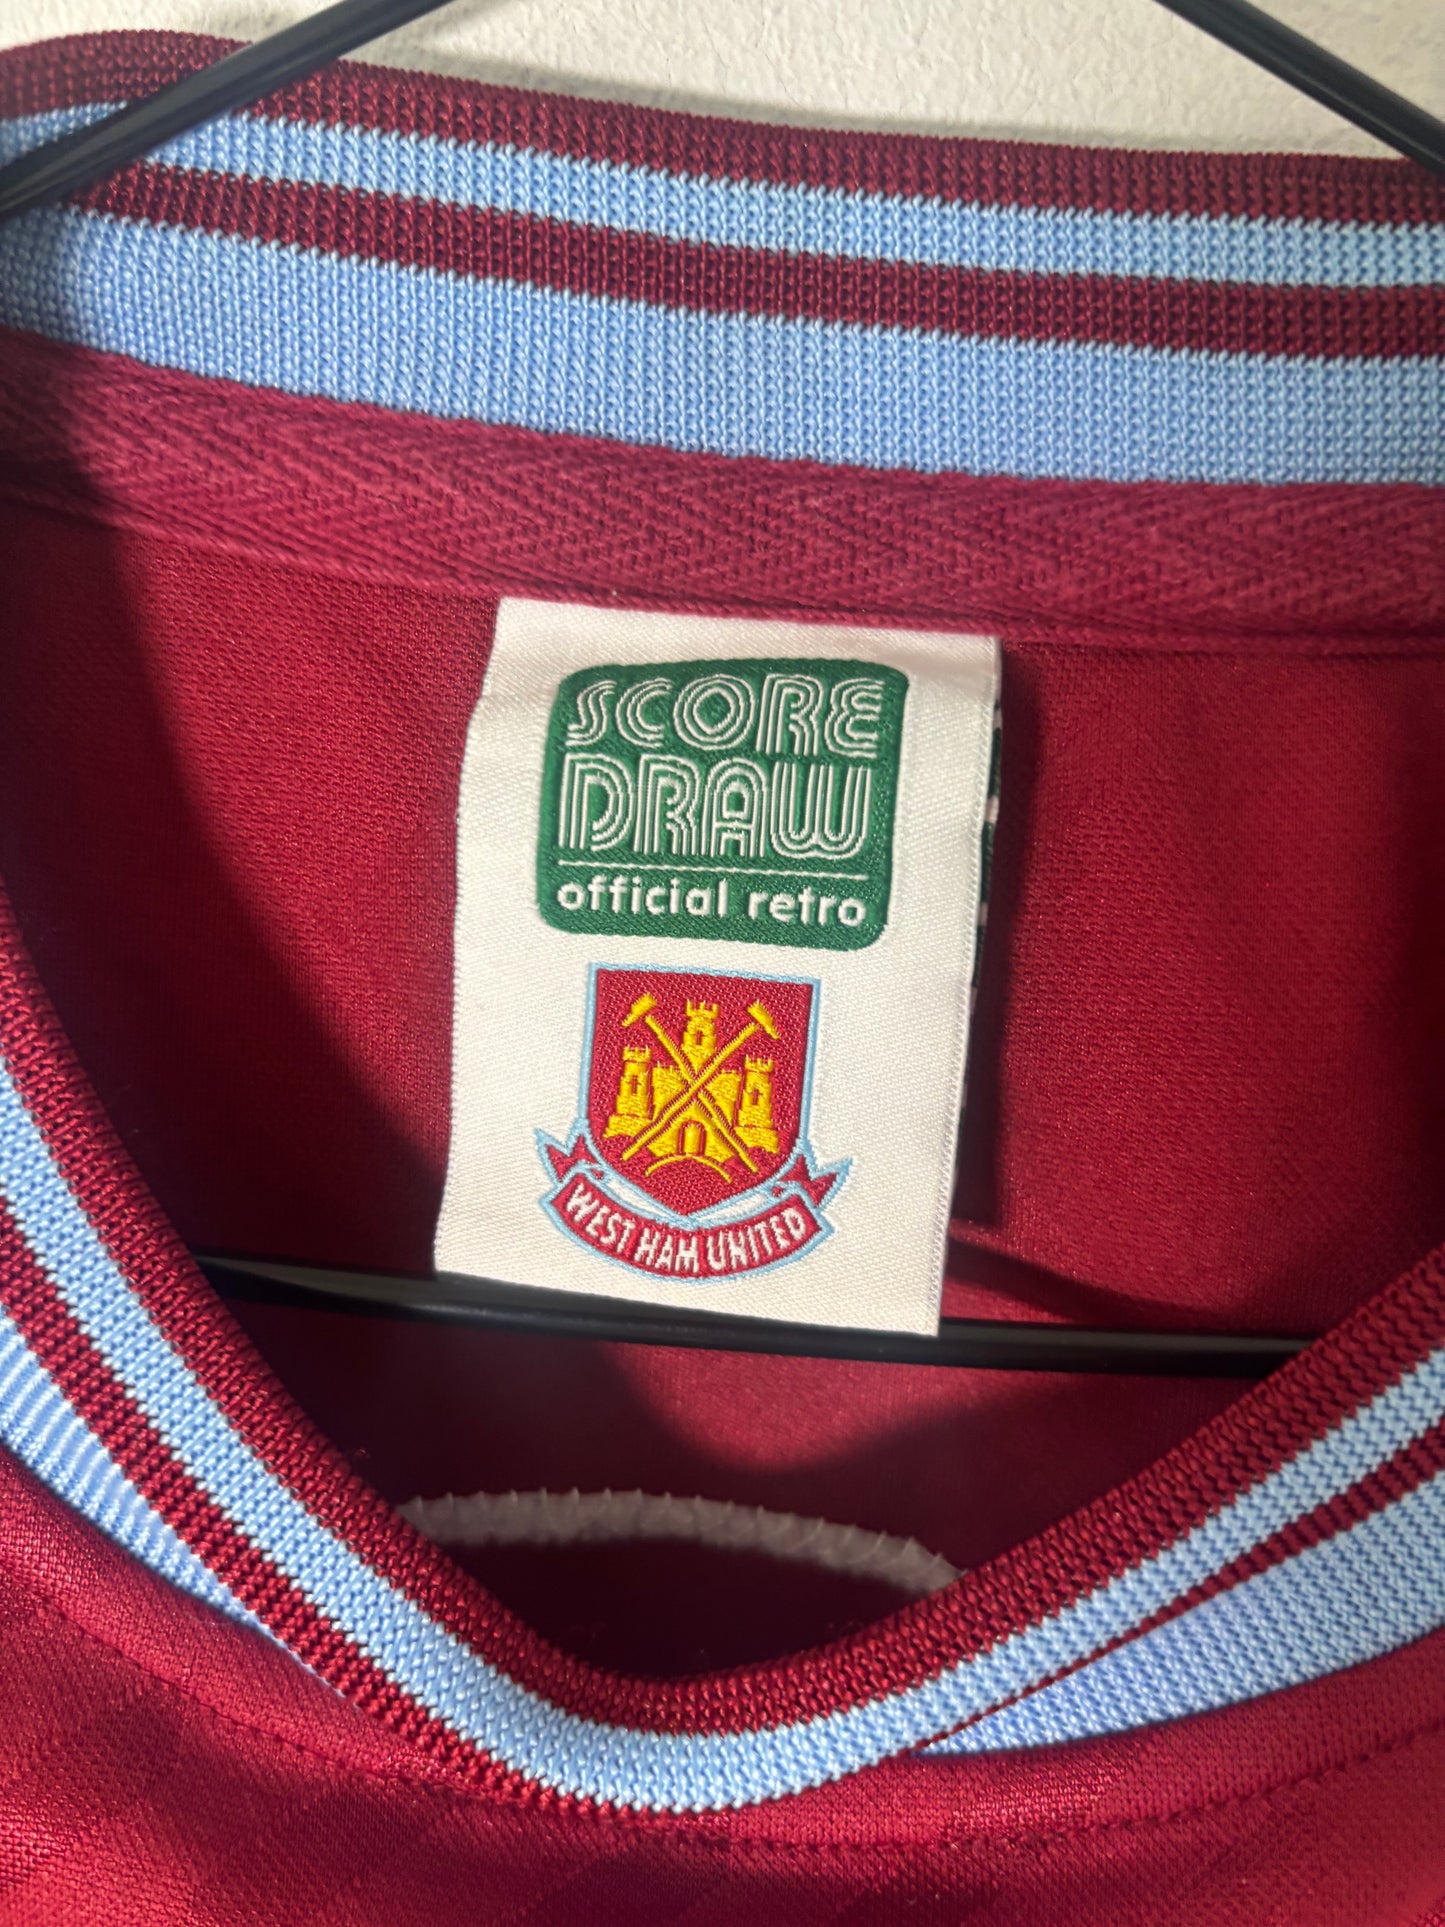 SCORE
DRAW
official retro
WEST HAM UNITED